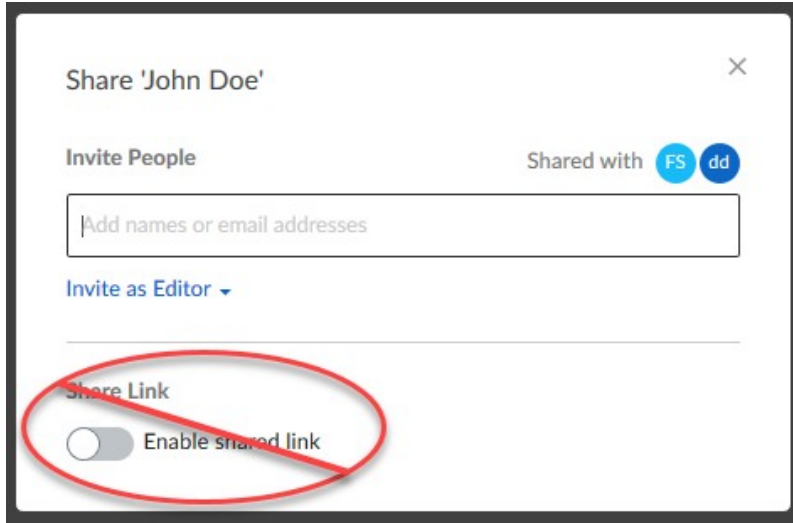 Share 'John Doe'
Invite People
Shared with FS dd
Add names or email addresses
Invite as Editor
Share Link
Enable shared link